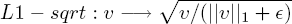 L1-sqrt : v ⟶ √(v/(||v||₁ + ϵ))